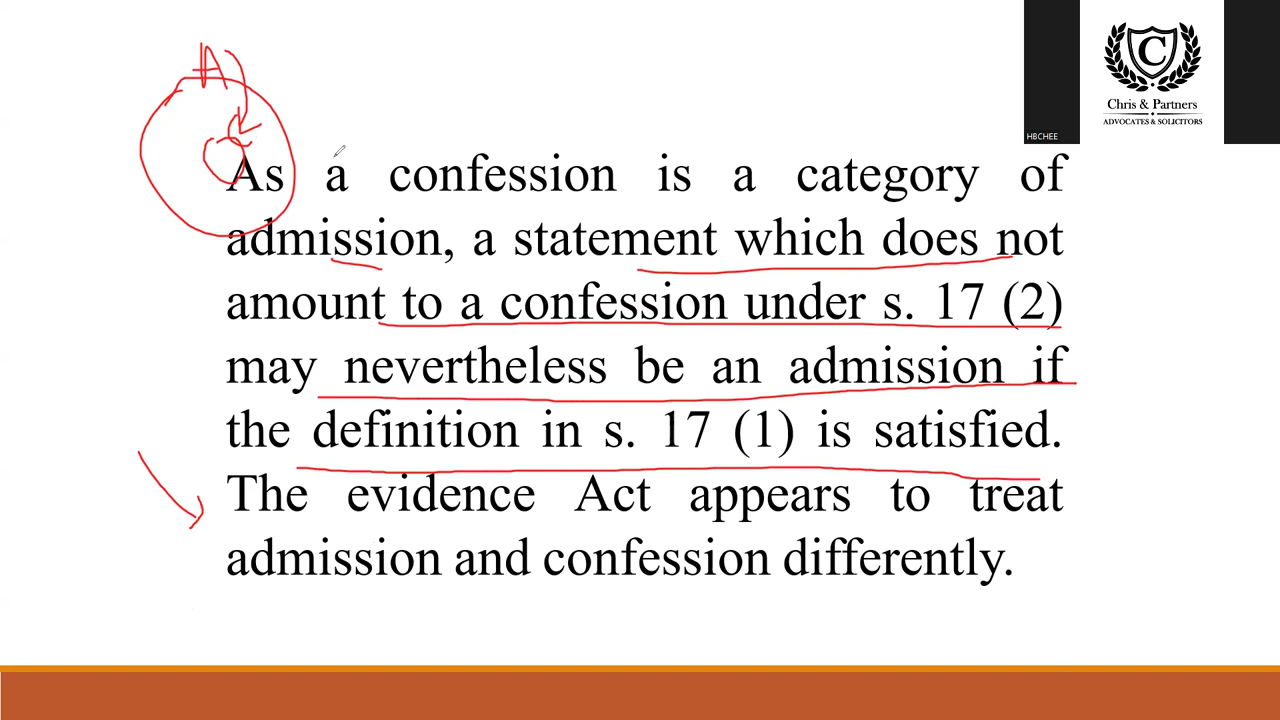 C
Chris & Partners
ADVOCATES & SOLICITORS
HBCHEE
A
As a confession is a category of
admission, a statement which does not
amount to a confession under s. 17 (2)
may nevertheless be an admission if
the definition in s. 17 (1) is satisfied.
The evidence Act appears to treat
admission and confession differently.